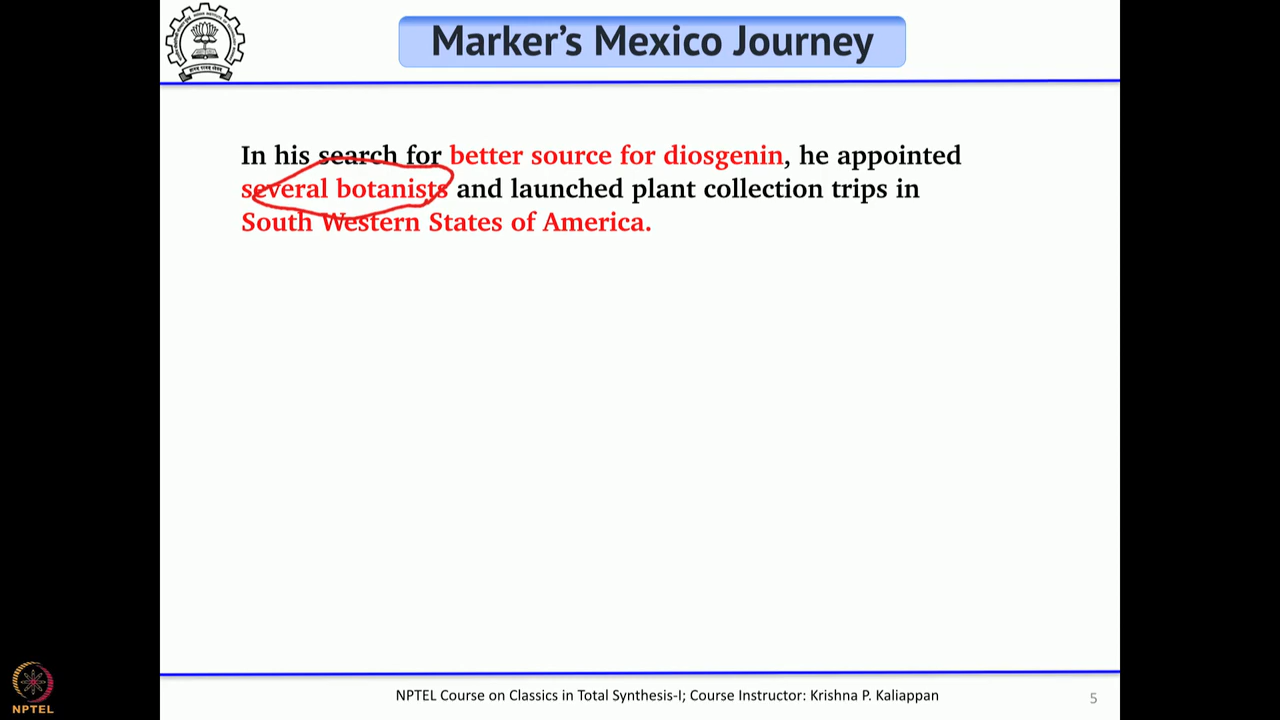 Marker's Mexico Journey
In his search for better source for diosgenin, he appointed
several botanists and launched plant collection trips in
South Western States of America.
NPTEL Course on Classics in Total Synthesis-I; Course Instructor: Krishna P. Kaliappan
5
NPTEL